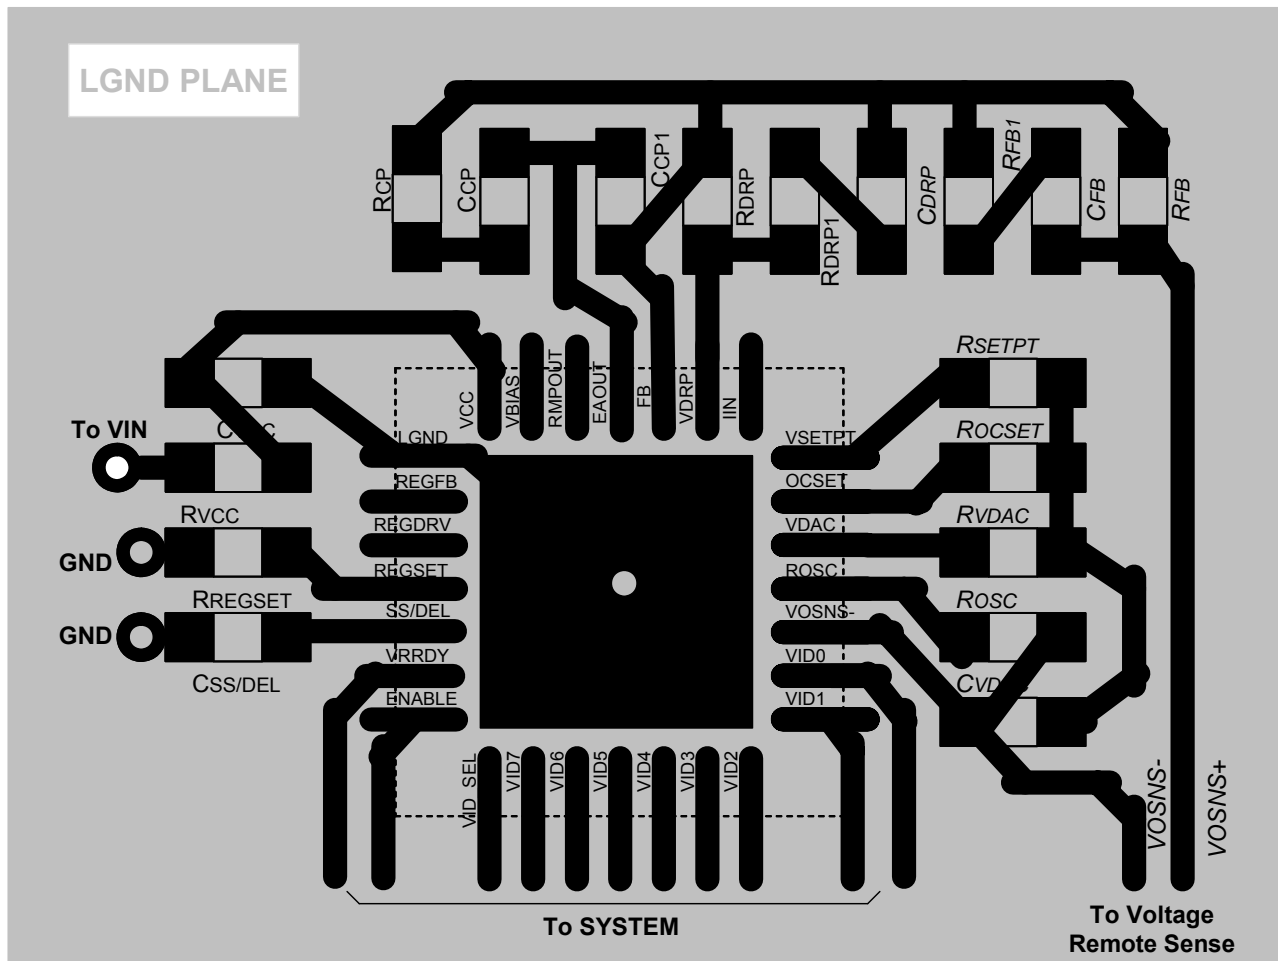 LGND PLANE
RCP
CCP
CCP1
RDRP
RDRP1
CDRP
RFB1
CFB
RFB
VCC
VBIAS
RMPOUT
EAOUT
FB
VDRP
IIN
To VIN
RVCC
GND
RREGSET
GND
CSS/DEL
LGND
REGFB
REGDRV
REGSET
SS/DEL
VRRDY
ENABLE
VSETPT
OCSET
VDAC
ROSC
VOSNS-
VID0
VID1
RSETPT
ROCSET
RVDAC
ROSC
VID_SEL
VID7
VID6
VID5
VID4
VID3
VID2
VOSNS-
VOSNS+
To SYSTEM
To Voltage
Remote Sense